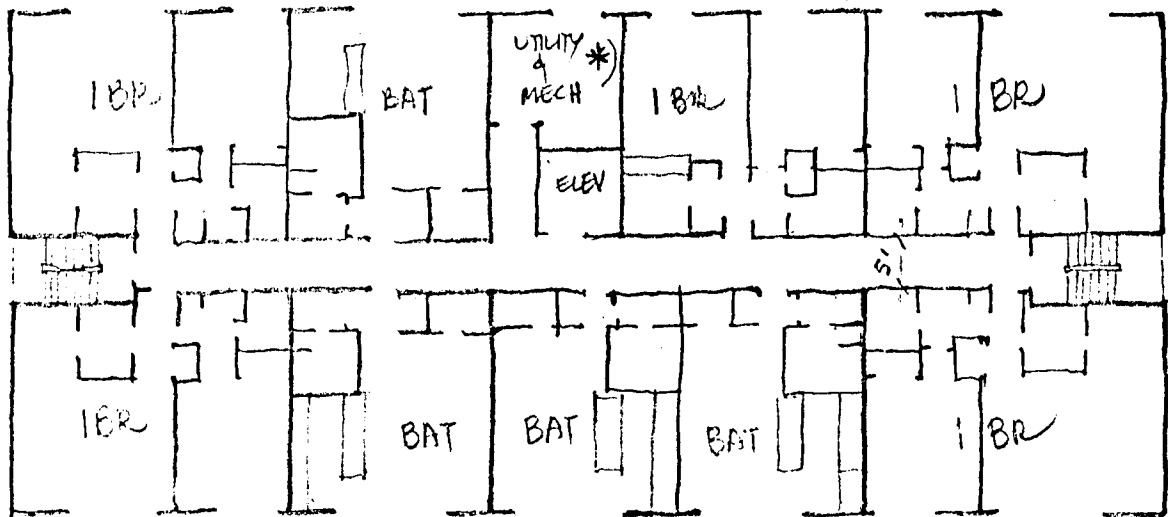 UTILITY
&
MECH *)
1 BR
BAT
1 BR
1 BR
ELEV
5'
1 BR
BAT
BAT
BAT
1 BR